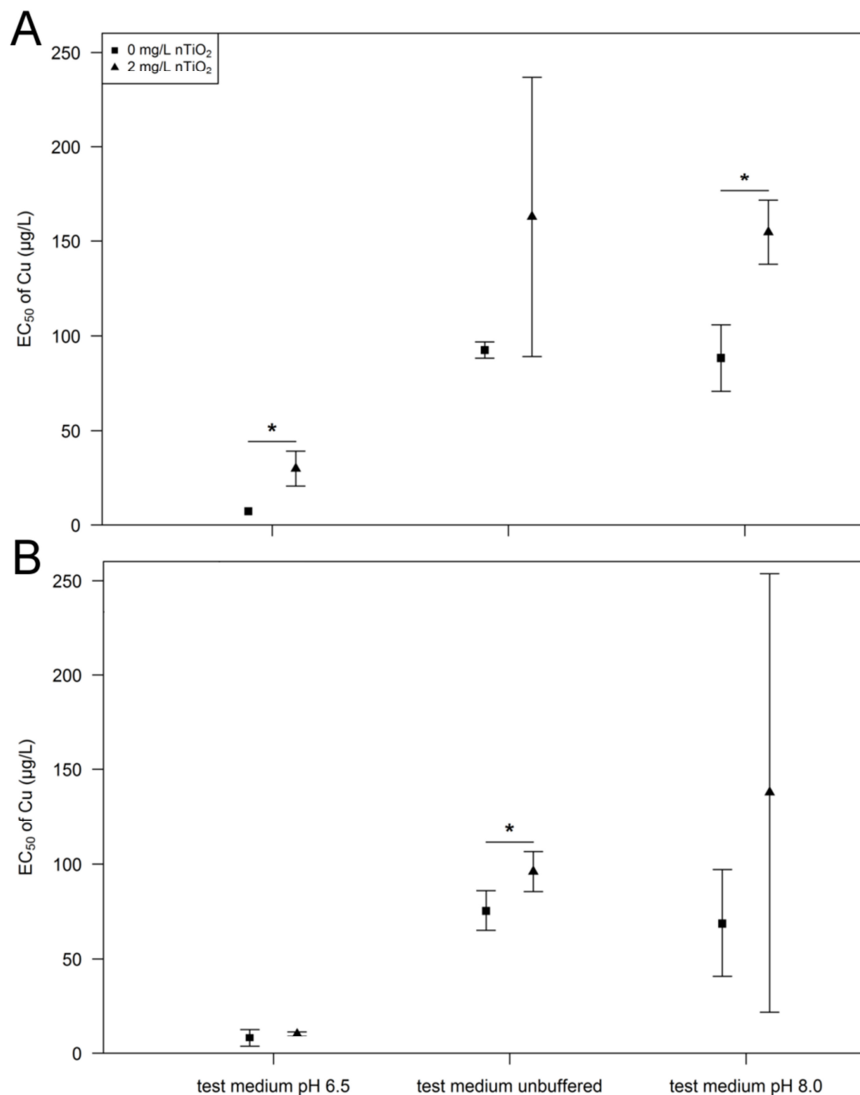 A
0 mg/L nTiO₂
2 mg/L nTiO₂
EC₅₀ of Cu (µg/L)
250
200
150
100
50
0
*
*
B
EC₅₀ of Cu (µg/L)
250
200
150
100
50
0
*
test medium pH 6.5
test medium unbuffered
test medium pH 8.0